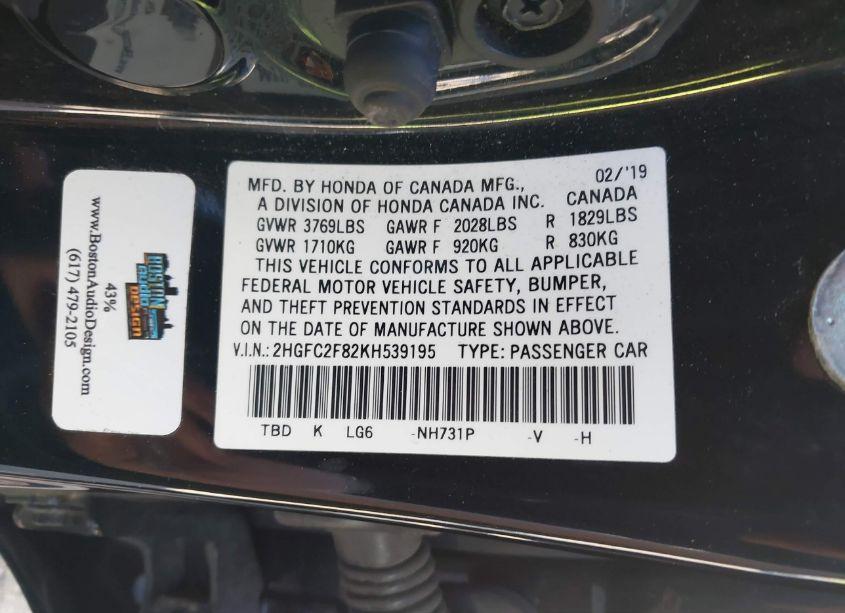 MFD. BY HONDA OF CANADA MFG., 02/'19
A DIVISION OF HONDA CANADA INC. CANADA
GVWR 3769LBS GAWR F 2028LBS R 1829LBS
GVWR 1710KG GAWR F 920KG R 830KG
THIS VEHICLE CONFORMS TO ALL APPLICABLE
FEDERAL MOTOR VEHICLE SAFETY, BUMPER,
AND THEFT PREVENTION STANDARDS IN EFFECT
ON THE DATE OF MANUFACTURE SHOWN ABOVE.
V.I.N.: 2HGFC2F82KH539195 TYPE: PASSENGER CAR
TBD K LG6 -NH731P -V -H
BOSTON
AUDIO
DESIGN
43%
www.BostonAudioDesign.com
(617) 479-2105